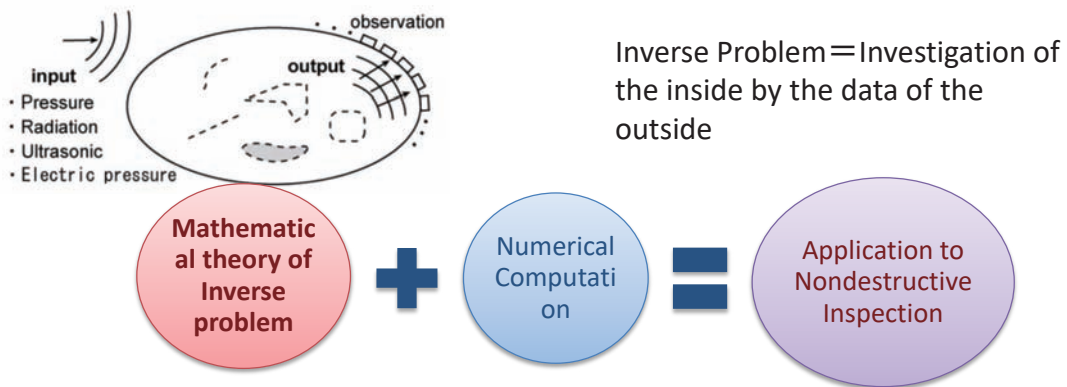 observation
input
output
・Pressure
・Radiation
・Ultrasonic
・Electric pressure
Inverse Problem＝Investigation of
the inside by the data of the
outside
Mathematic
al theory of
Inverse
problem
+
Numerical
Computati
on
=
Application to
Nondestructive
Inspection